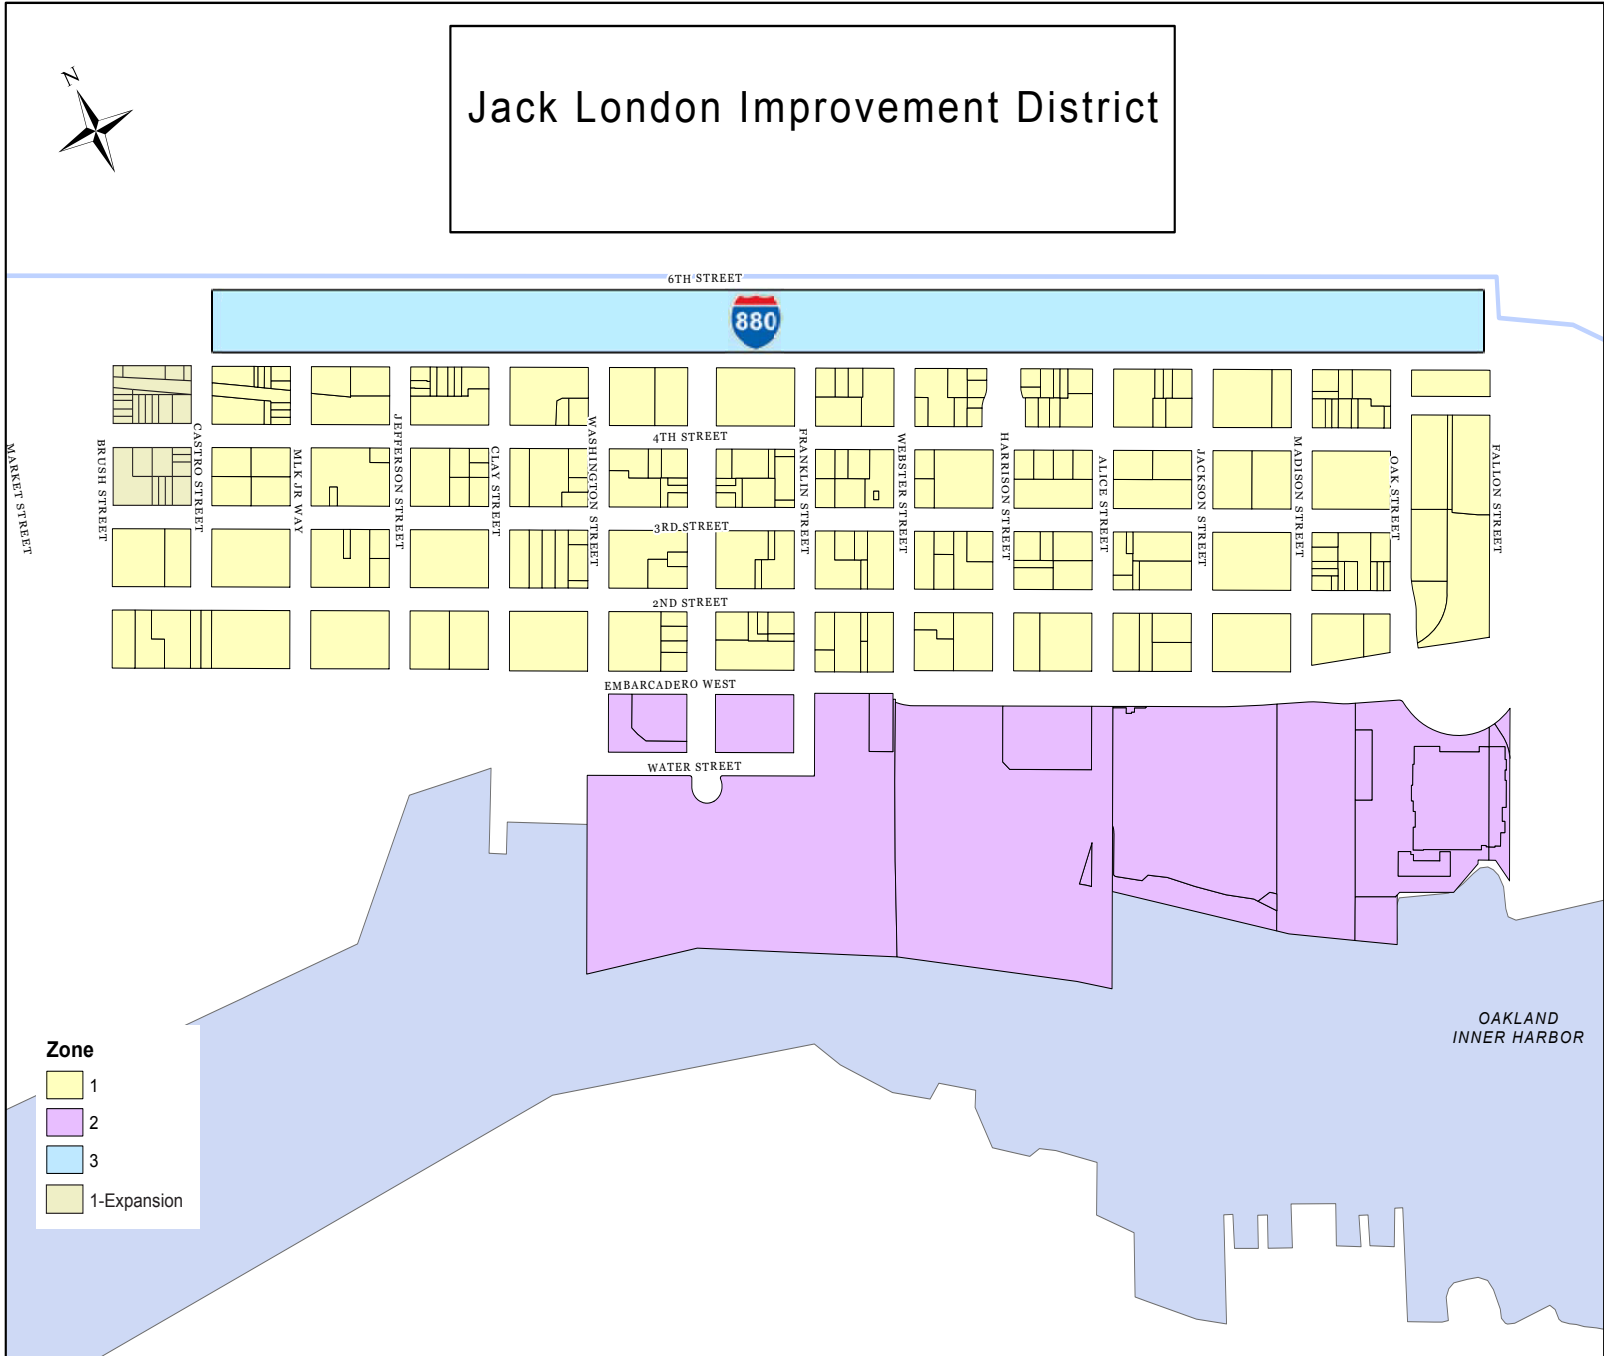 N
Jack London Improvement District
6TH STREET
880
4TH STREET
3RD STREET
2ND STREET
EMBARCADERO WEST
WATER STREET
MARKET STREET
BRUSH STREET
CASTRO STREET
MLK JR WAY
JEFFERSON STREET
CLAY STREET
WASHINGTON STREET
FRANKLIN STREET
WEBSTER STREET
HARRISON STREET
ALICE STREET
JACKSON STREET
MADISON STREET
OAK STREET
FALLON STREET
OAKLAND
INNER HARBOR
Zone
1
2
3
1-Expansion